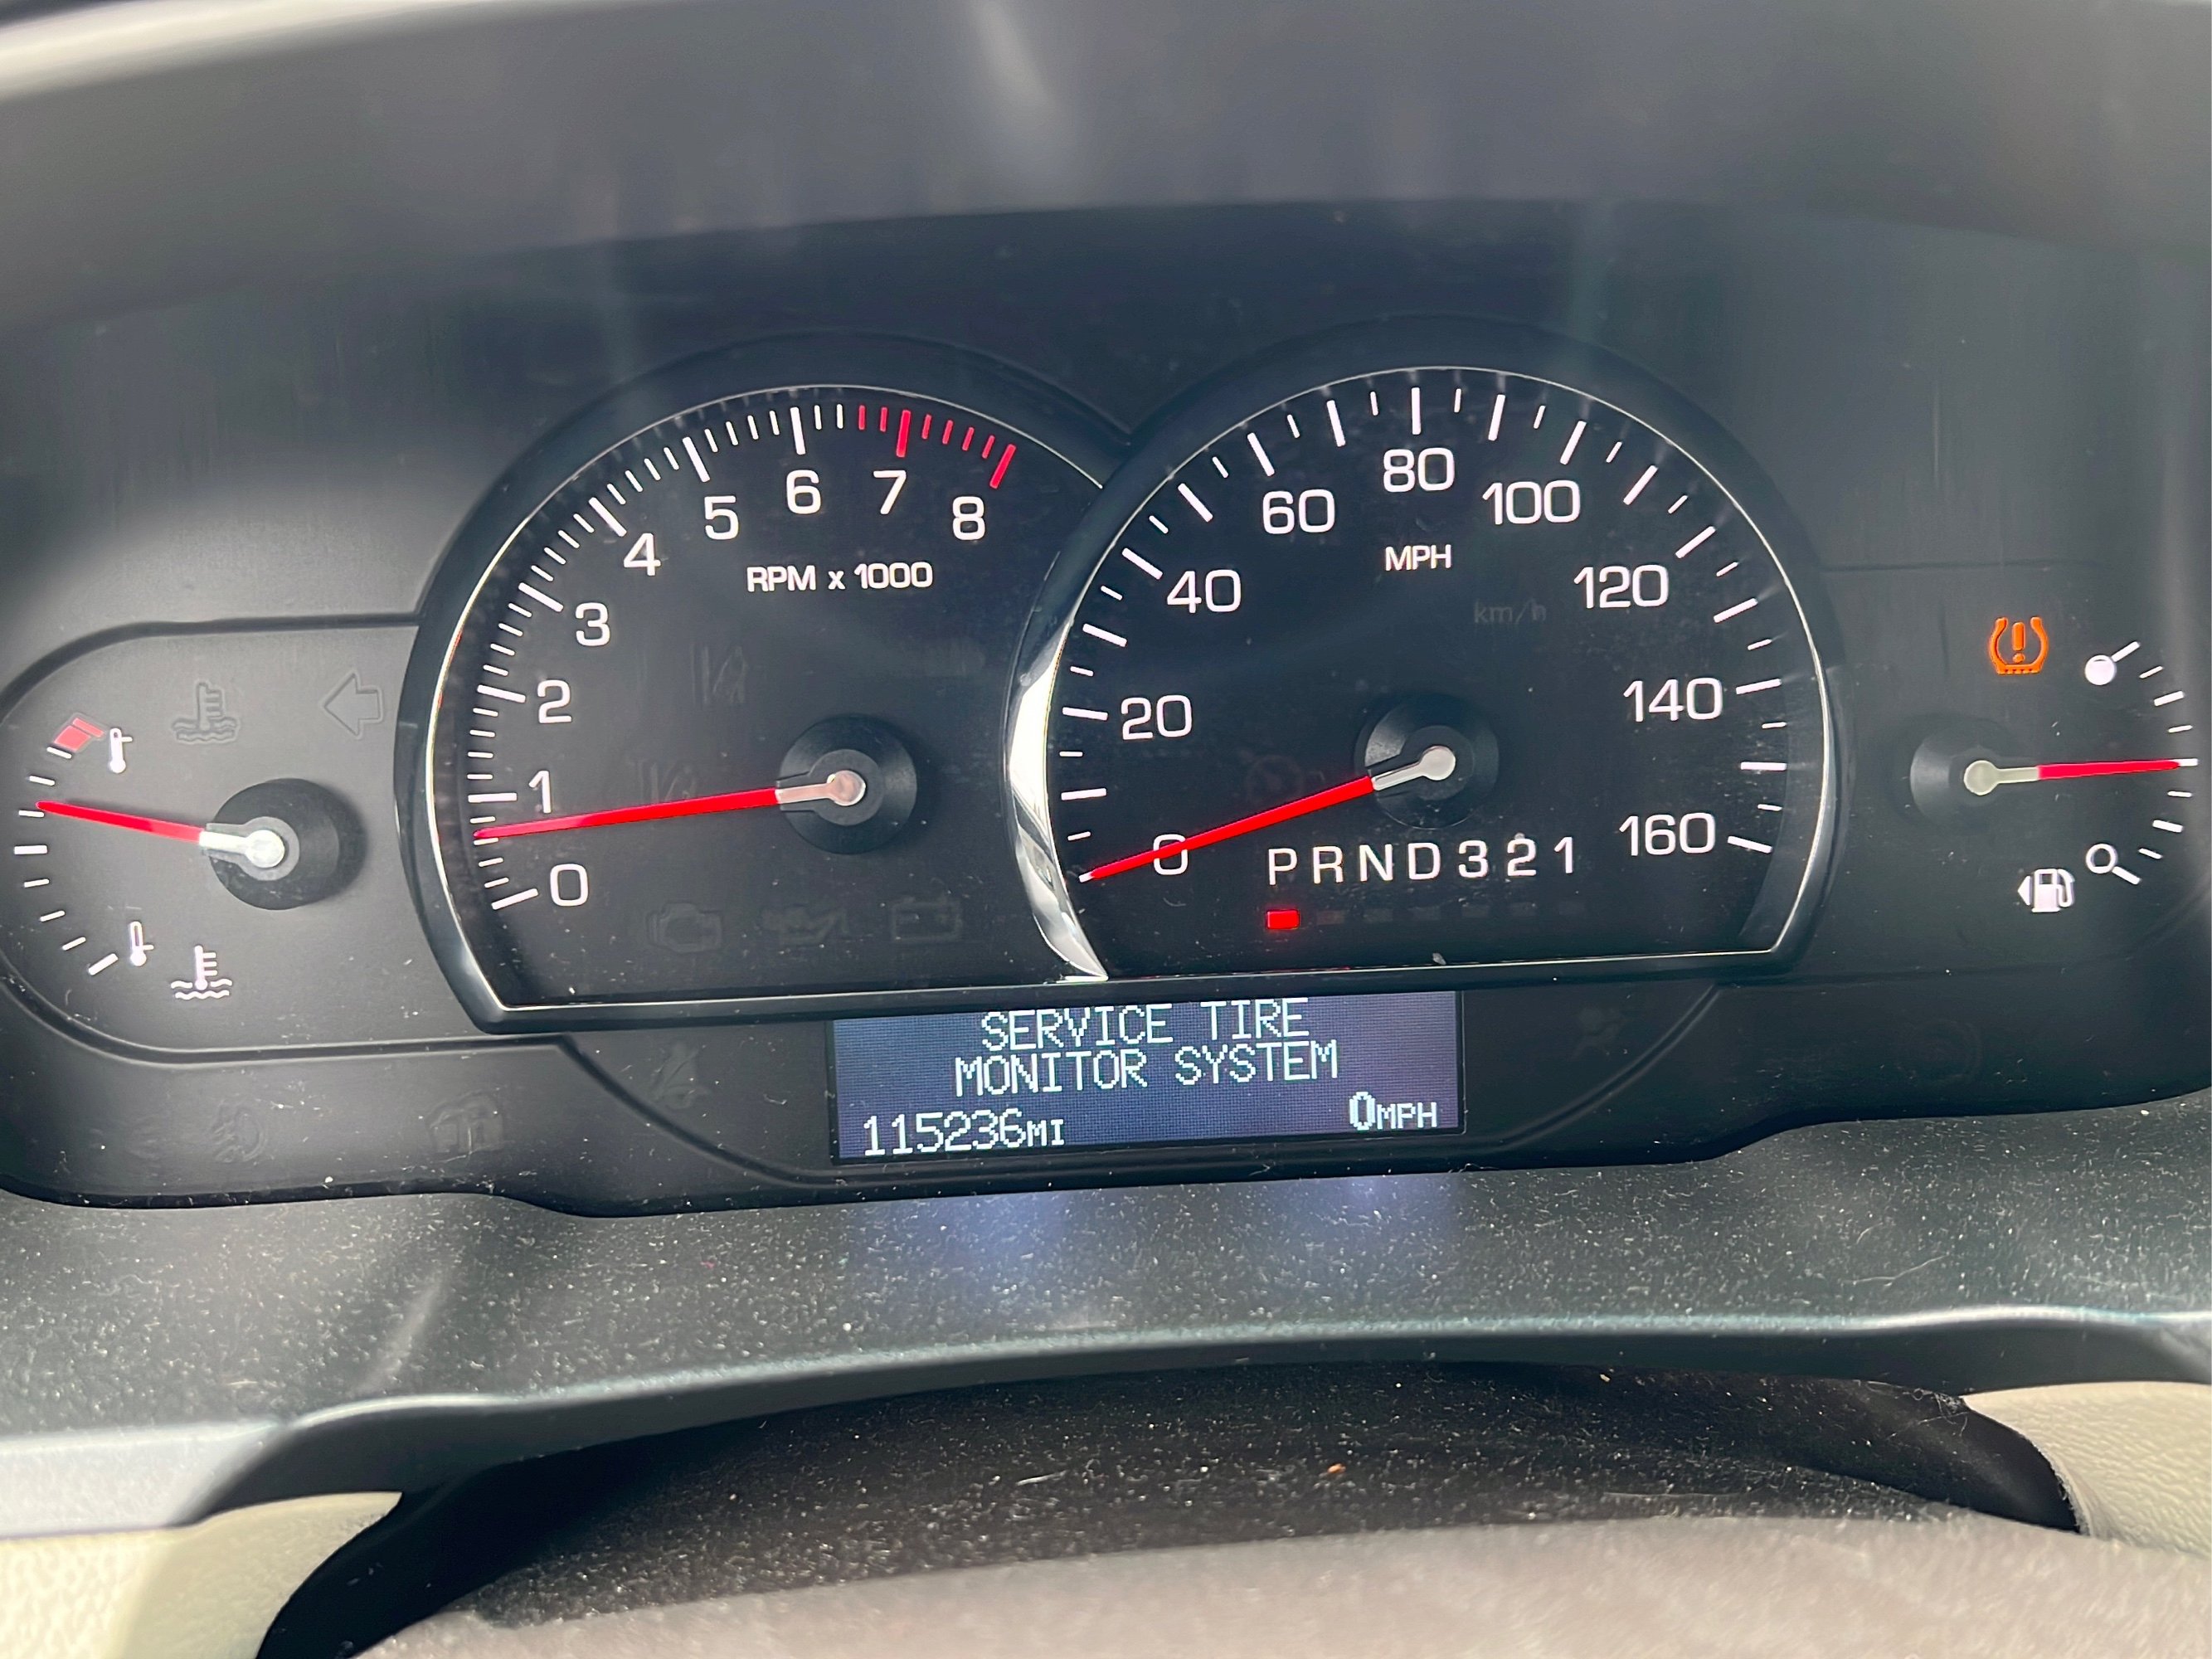 0 1 2 3 4 5 6 7 8
RPM x 1000
0 20 40 60 80 100 120 140 160
MPH
km/h
PRND321
SERVICE TIRE
MONITOR SYSTEM
115236MI 0MPH